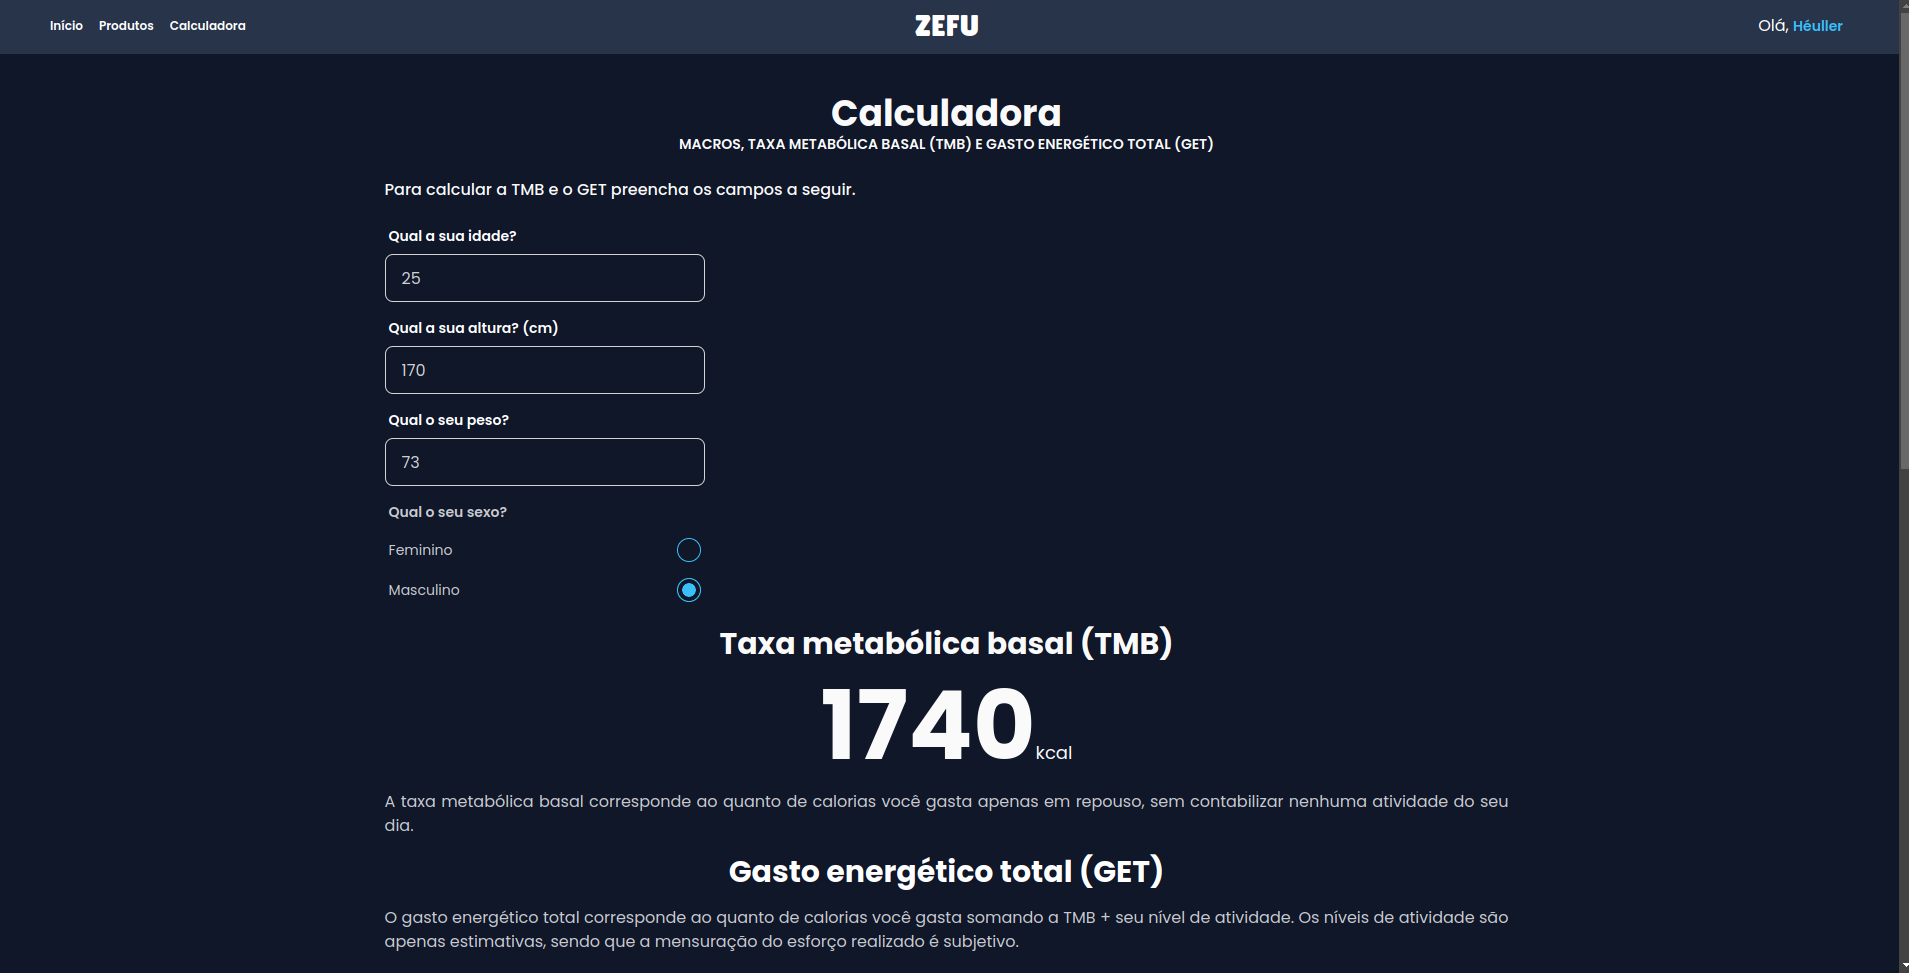 Início Produtos Calculadora ZEFU Olá, Héuller
Calculadora
MACROS, TAXA METABÓLICA BASAL (TMB) E GASTO ENERGÉTICO TOTAL (GET)
Para calcular a TMB e o GET preencha os campos a seguir.
Qual a sua idade?
25
Qual a sua altura? (cm)
170
Qual o seu peso?
73
Qual o seu sexo?
Feminino
Masculino
Taxa metabólica basal (TMB)
1740 kcal
A taxa metabólica basal corresponde ao quanto de calorias você gasta apenas em repouso, sem contabilizar nenhuma atividade do seu
dia.
Gasto energético total (GET)
O gasto energético total corresponde ao quanto de calorias você gasta somando a TMB + seu nível de atividade. Os níveis de atividade são
apenas estimativas, sendo que a mensuração do esforço realizado é subjetivo.